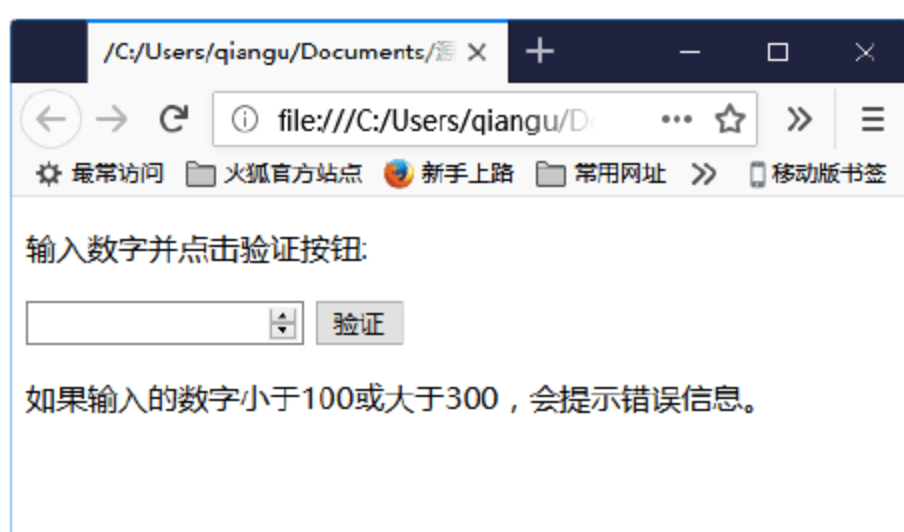 /C:/Users/qiangu/Documents/源
file:///C:/Users/qiangu/D
最常访问 火狐官方站点 新手上路 常用网址 移动版书签
输入数字并点击验证按钮:
验证
如果输入的数字小于100或大于300，会提示错误信息。